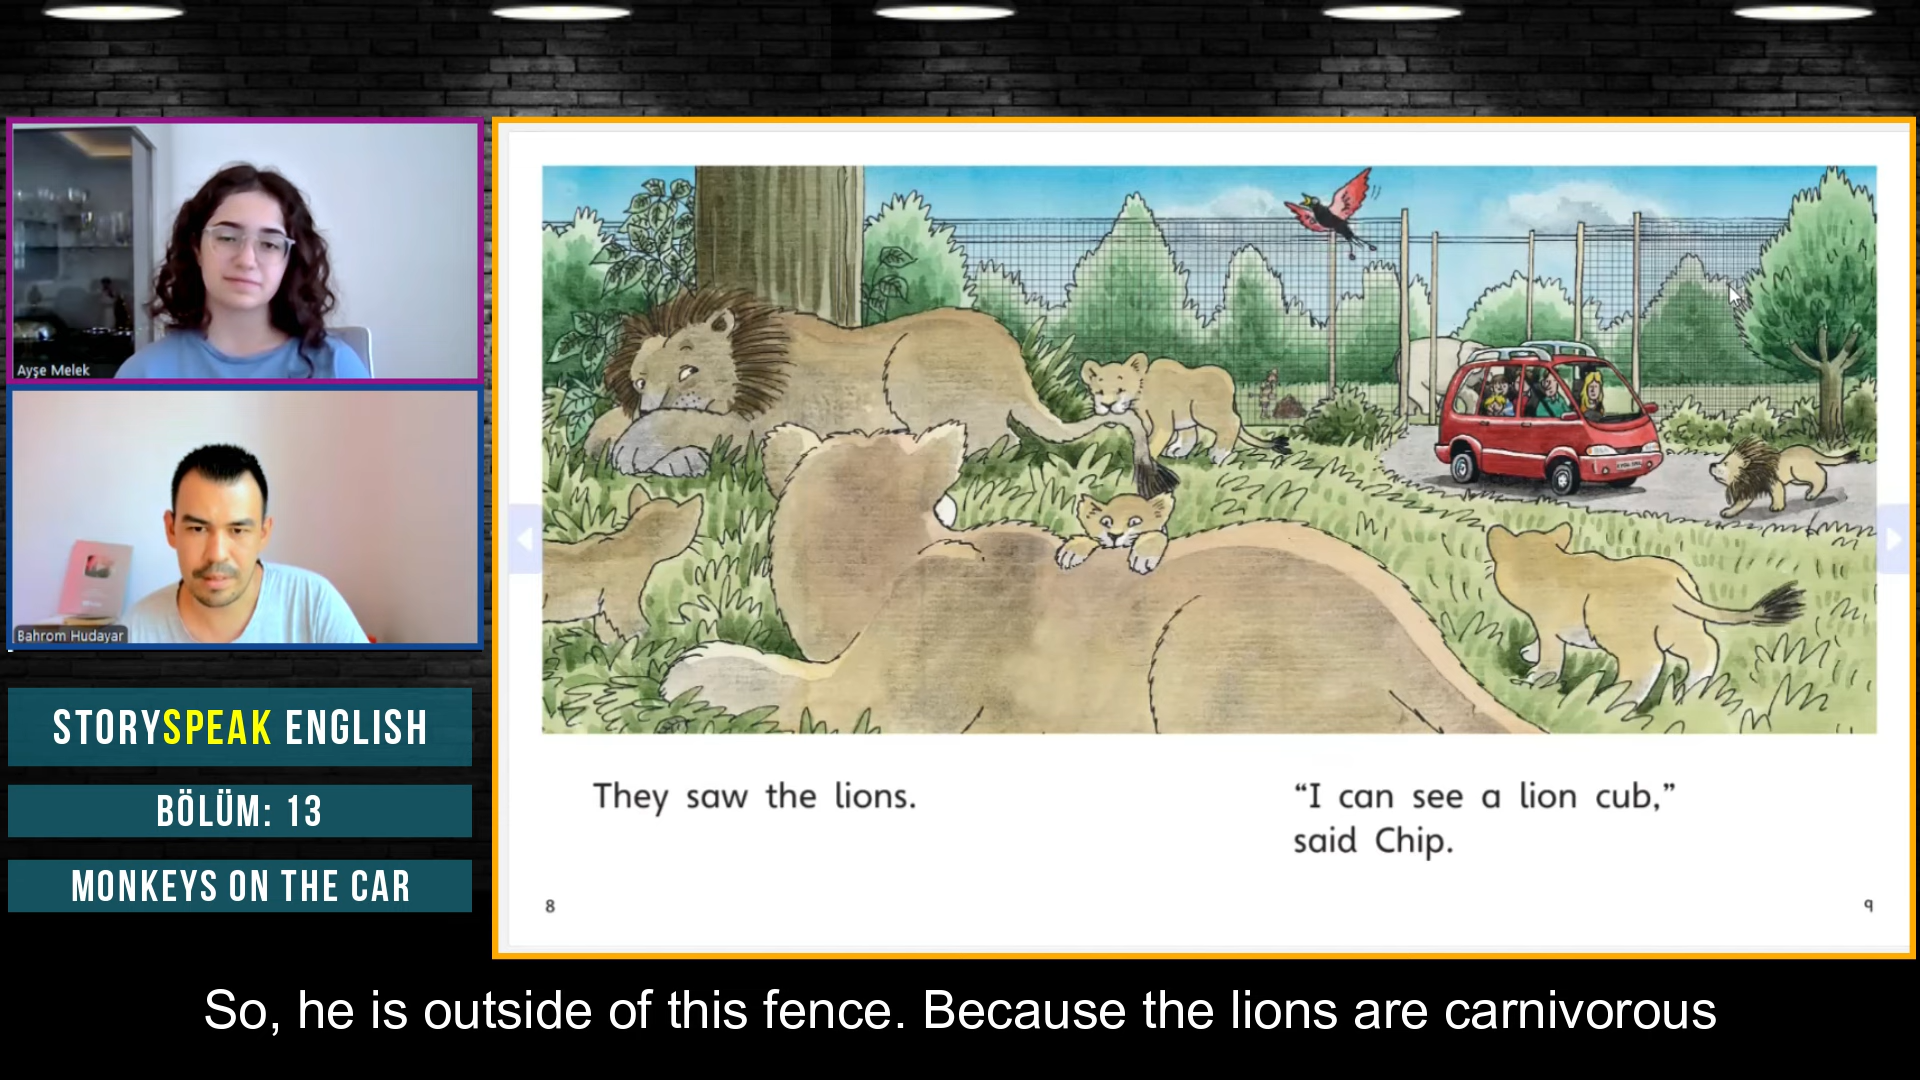 Ayşe Melek
Bahrom Hudayar
STORYSPEAK ENGLISH
BÖLÜM: 13
MONKEYS ON THE CAR
They saw the lions.
“I can see a lion cub,”
said Chip.
8
9
So, he is outside of this fence. Because the lions are carnivorous